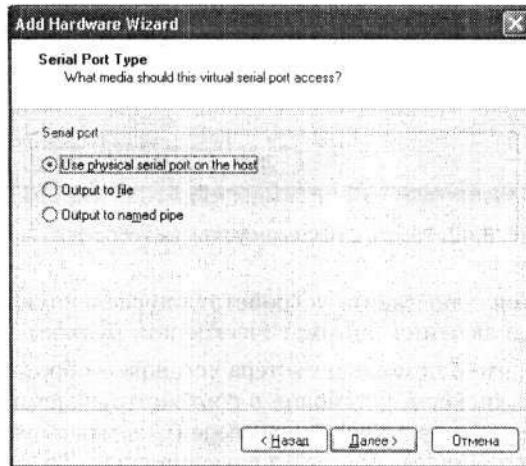 Add Hardware Wizard
Serial Port Type
What media should this virtual serial port access?
Serial port
Use physical serial port on the host
Output to file
Output to named pipe
< Назад
Далее >
Отмена